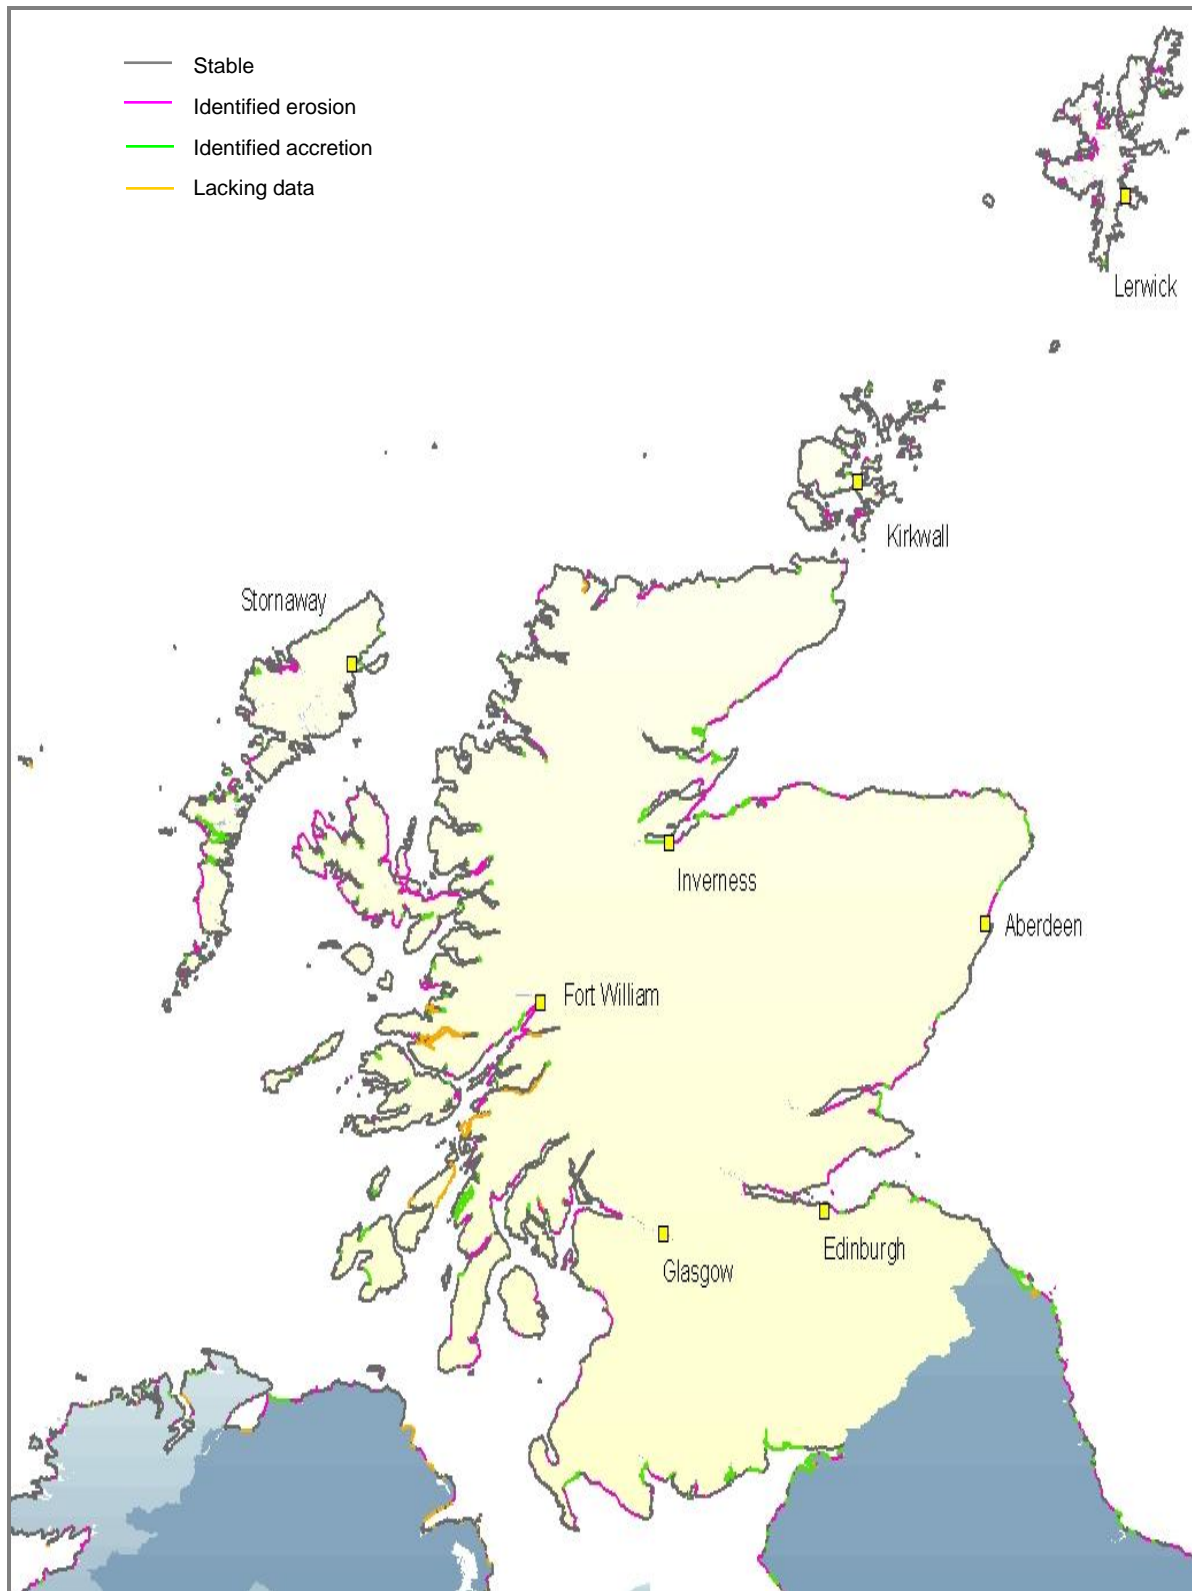 Stable
Identified erosion
Identified accretion
Lacking data
Lerwick
Kirkwall
Stornaway
Inverness
Aberdeen
Fort William
Edinburgh
Glasgow